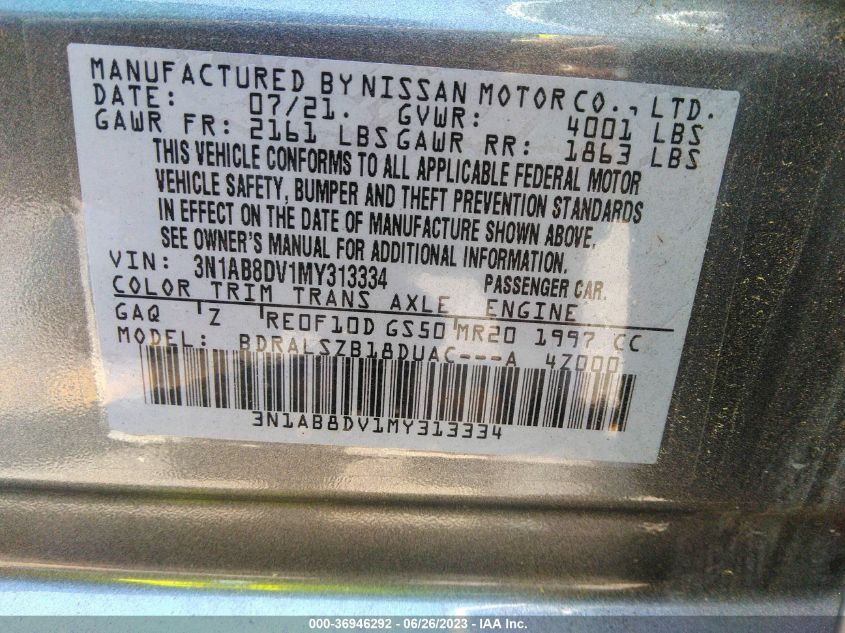 MANUFACTURED BY NISSAN MOTOR CO., LTD.
DATE: 07/21. GVWR: 4001 LBS
GAWR FR: 2161 LBS GAWR RR: 1863 LBS
THIS VEHICLE CONFORMS TO ALL APPLICABLE FEDERAL MOTOR
VEHICLE SAFETY, BUMPER AND THEFT PREVENTION STANDARDS
IN EFFECT ON THE DATE OF MANUFACTURE SHOWN ABOVE,
SEE OWNER'S MANUAL FOR ADDITIONAL INFORMATION.
VIN: 3N1AB8DV1MY313334 PASSENGER CAR.
COLOR TRIM TRANS AXLE ENGINE
GAQ Z RE0F10D GS50 MR20 1997 CC
MODEL: BDRALSZB18DUAC---A 4Z000
3N1AB8DV1MY313334
000-36946292 - 06/26/2023 - IAA Inc.